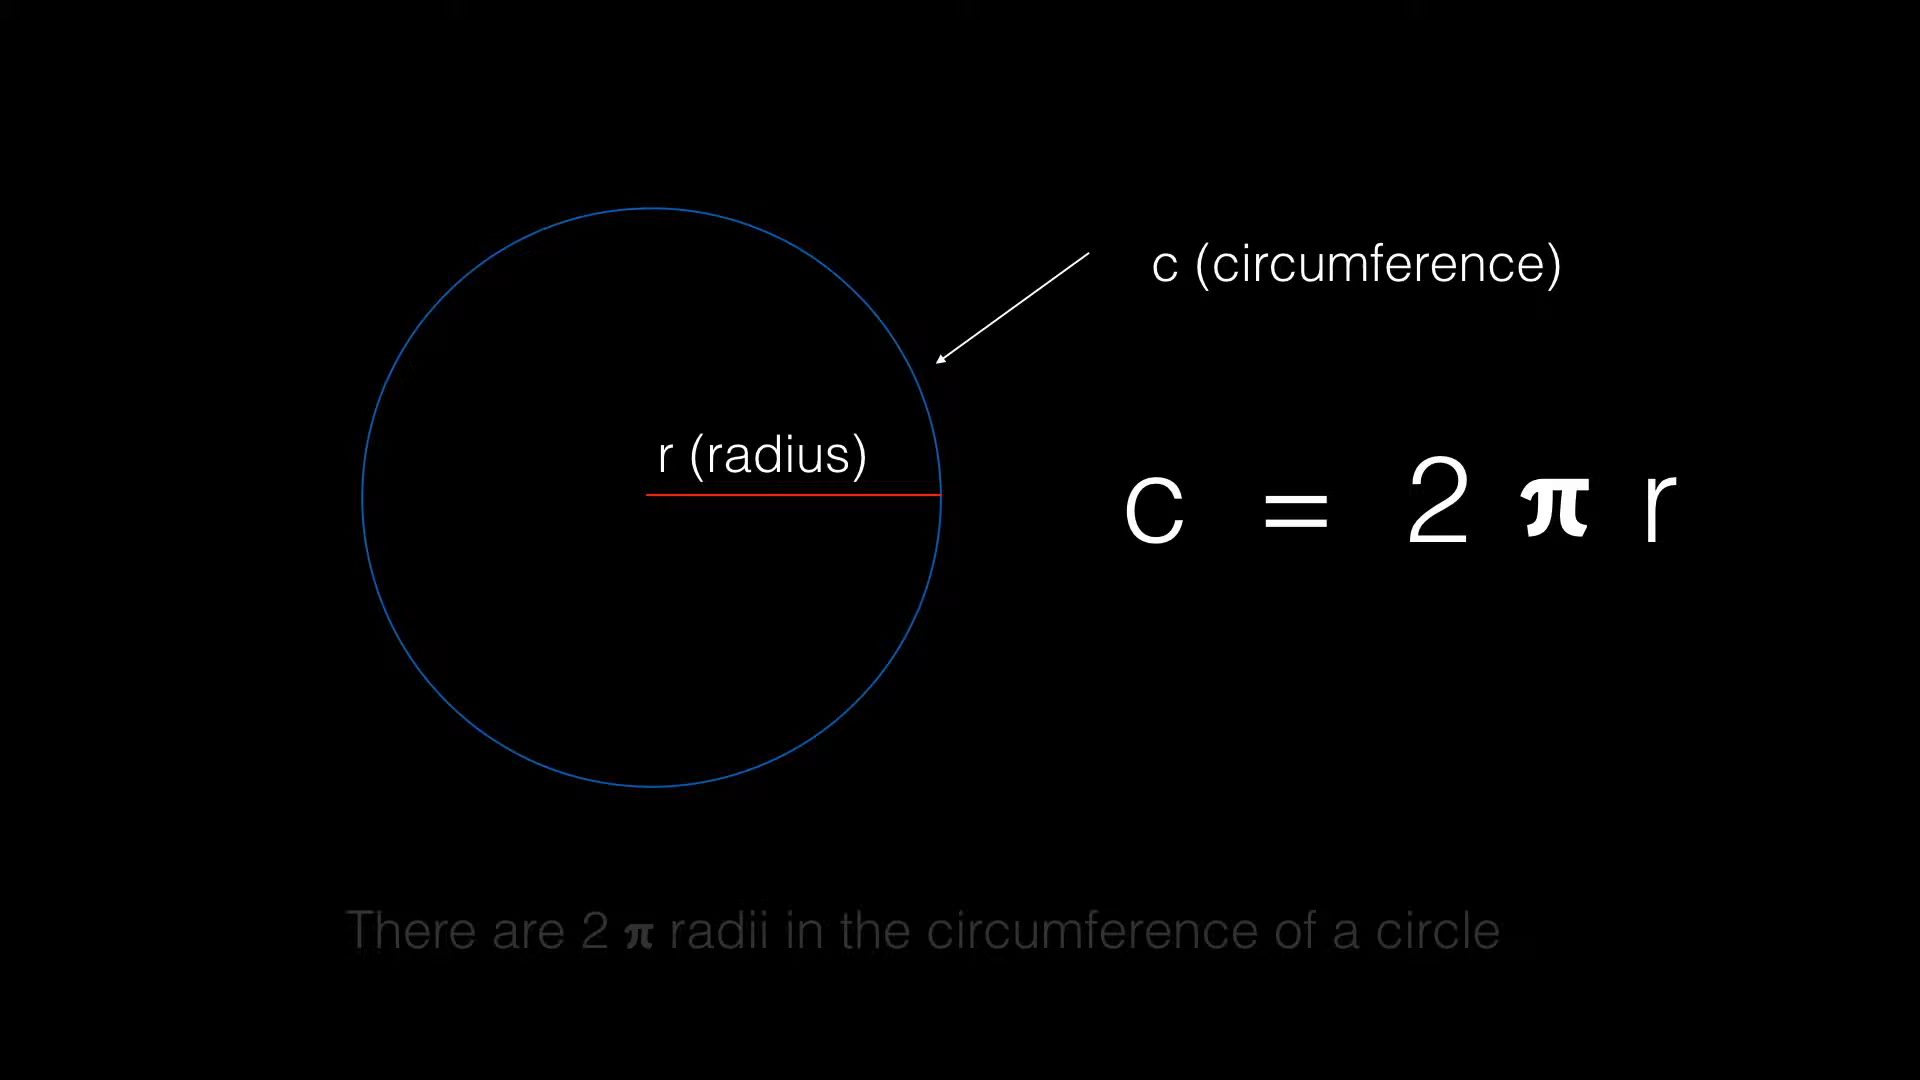 c (circumference)
r (radius)
c = 2 π r
There are 2 π radii in the circumference of a circle